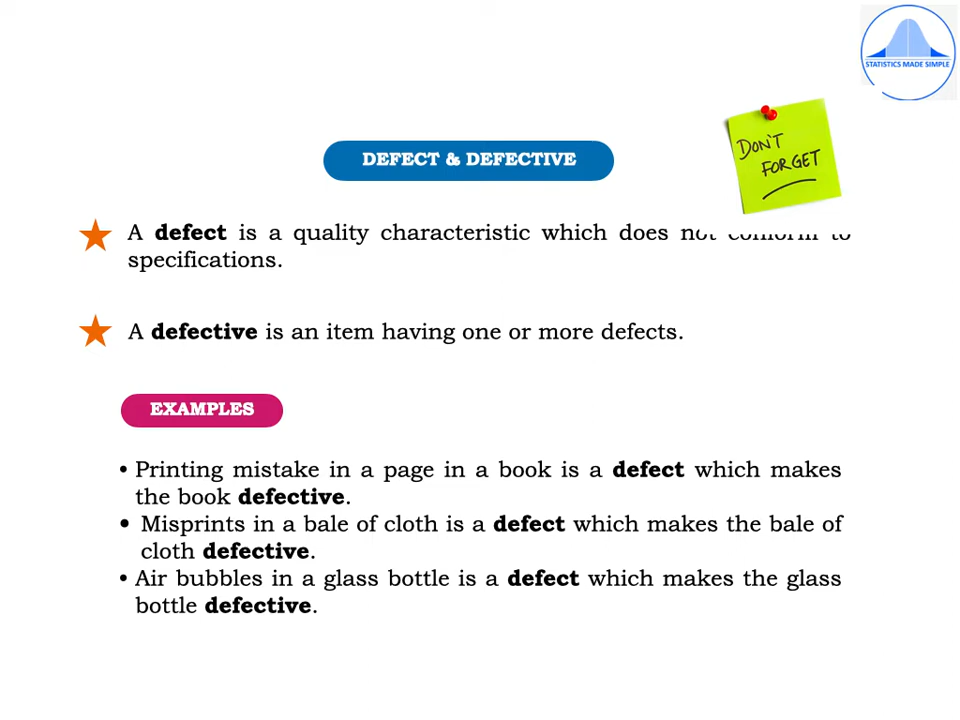 STATISTICS MADE SIMPLE
DON'T
FORGET
DEFECT & DEFECTIVE
A defect is a quality characteristic which does not conform to
specifications.
A defective is an item having one or more defects.
EXAMPLES
• Printing mistake in a page in a book is a defect which makes
the book defective.
• Misprints in a bale of cloth is a defect which makes the bale of
cloth defective.
• Air bubbles in a glass bottle is a defect which makes the glass
bottle defective.